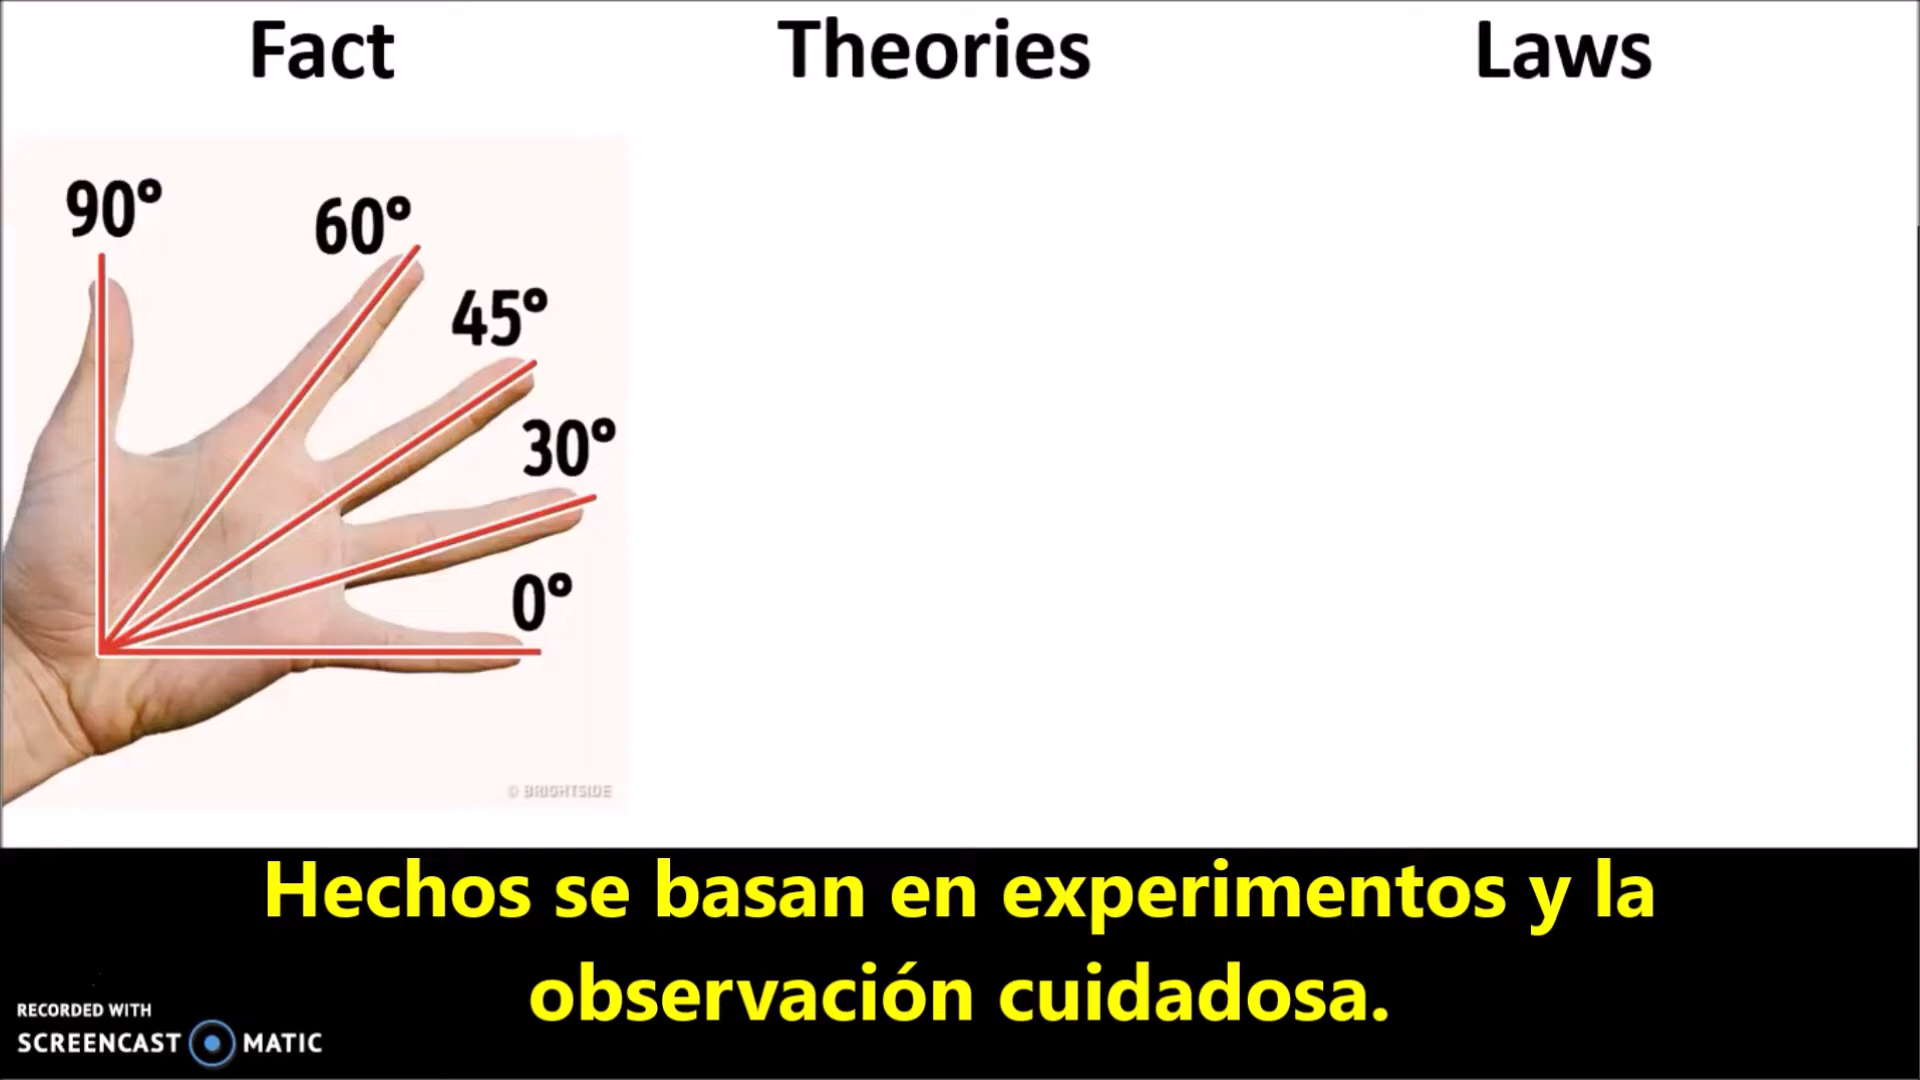 Fact Theories Laws
90°
60°
45°
30°
0°
© BRIGHTSIDE
Hechos se basan en experimentos y la
observación cuidadosa.
RECORDED WITH
SCREENCAST MATIC